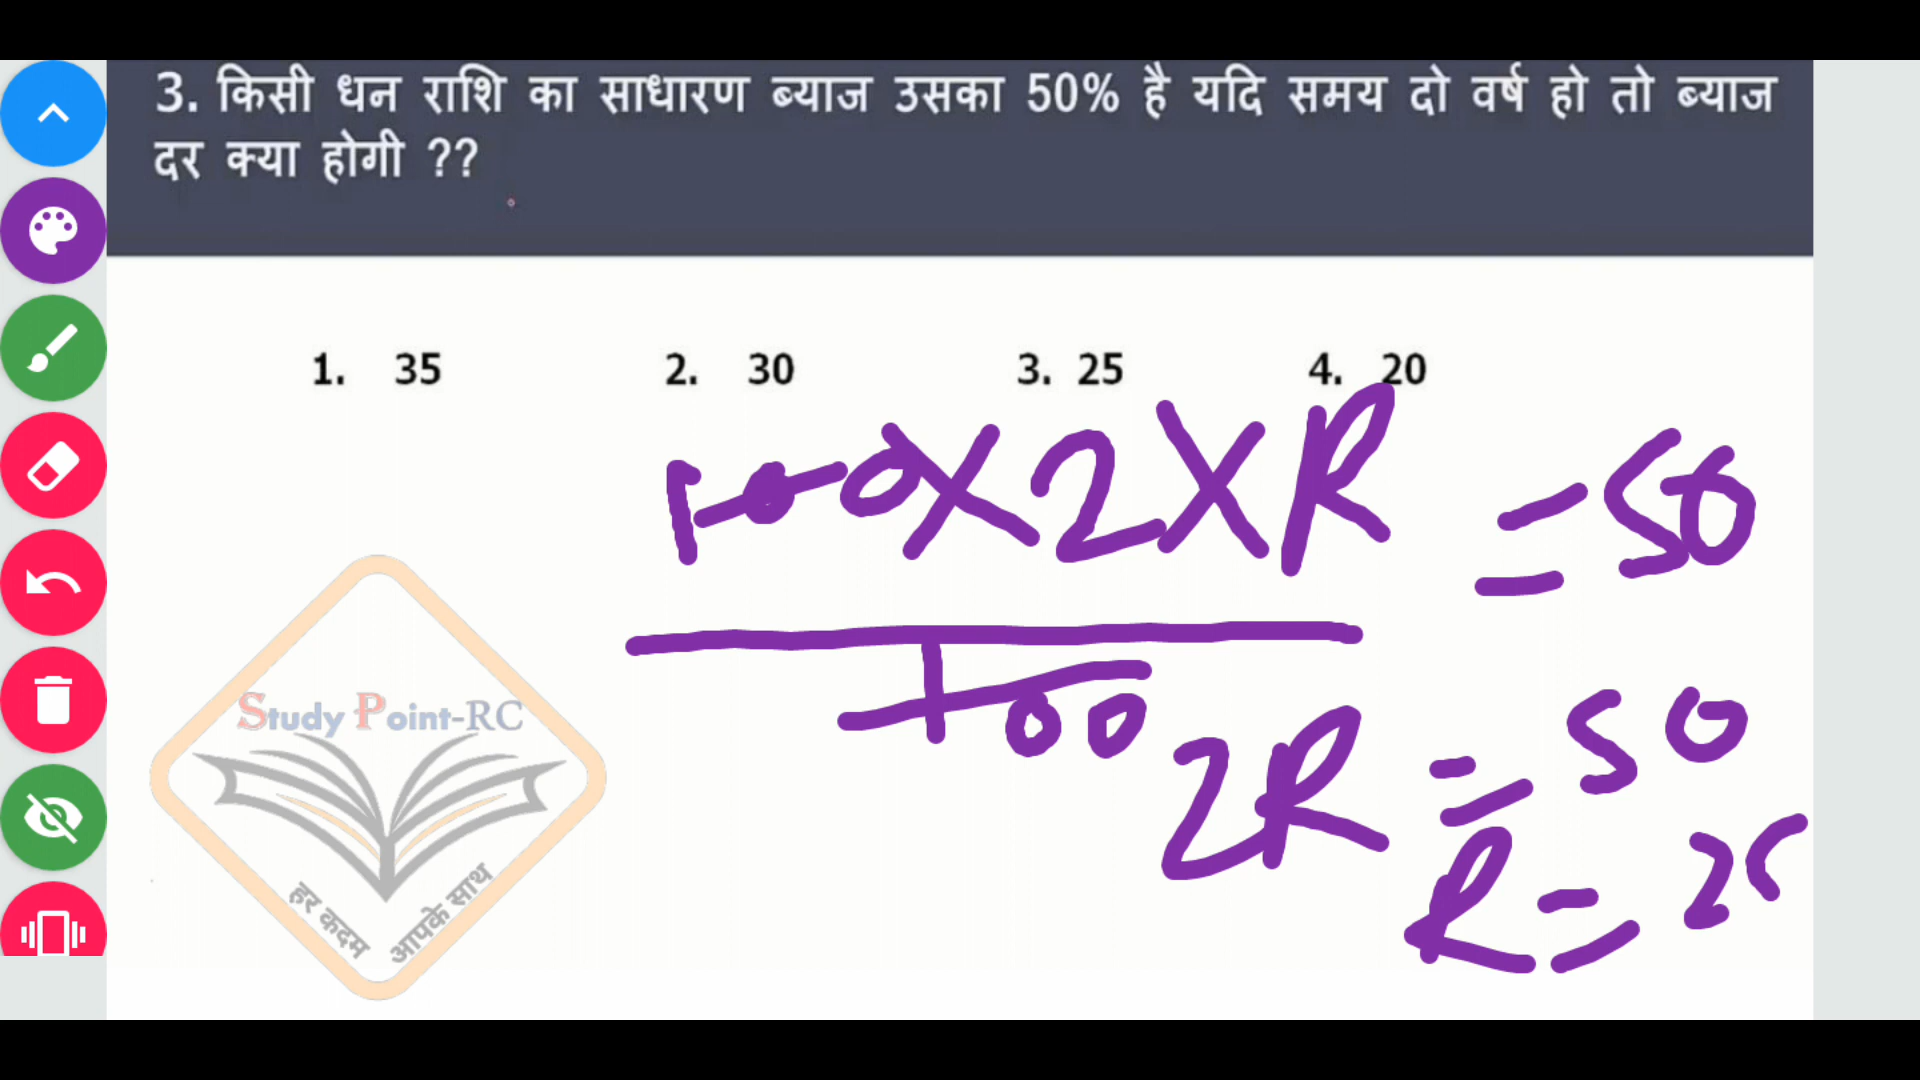 3. किसी धन राशि का साधारण ब्याज उसका 50% है यदि समय दो वर्ष हो तो ब्याज
दर क्या होगी ??
1. 35 2. 30 3. 25 4. 20
100×2×R = 50
100
2R = 50
R = 25
Study Point-RC
हर कदम आपके साथ